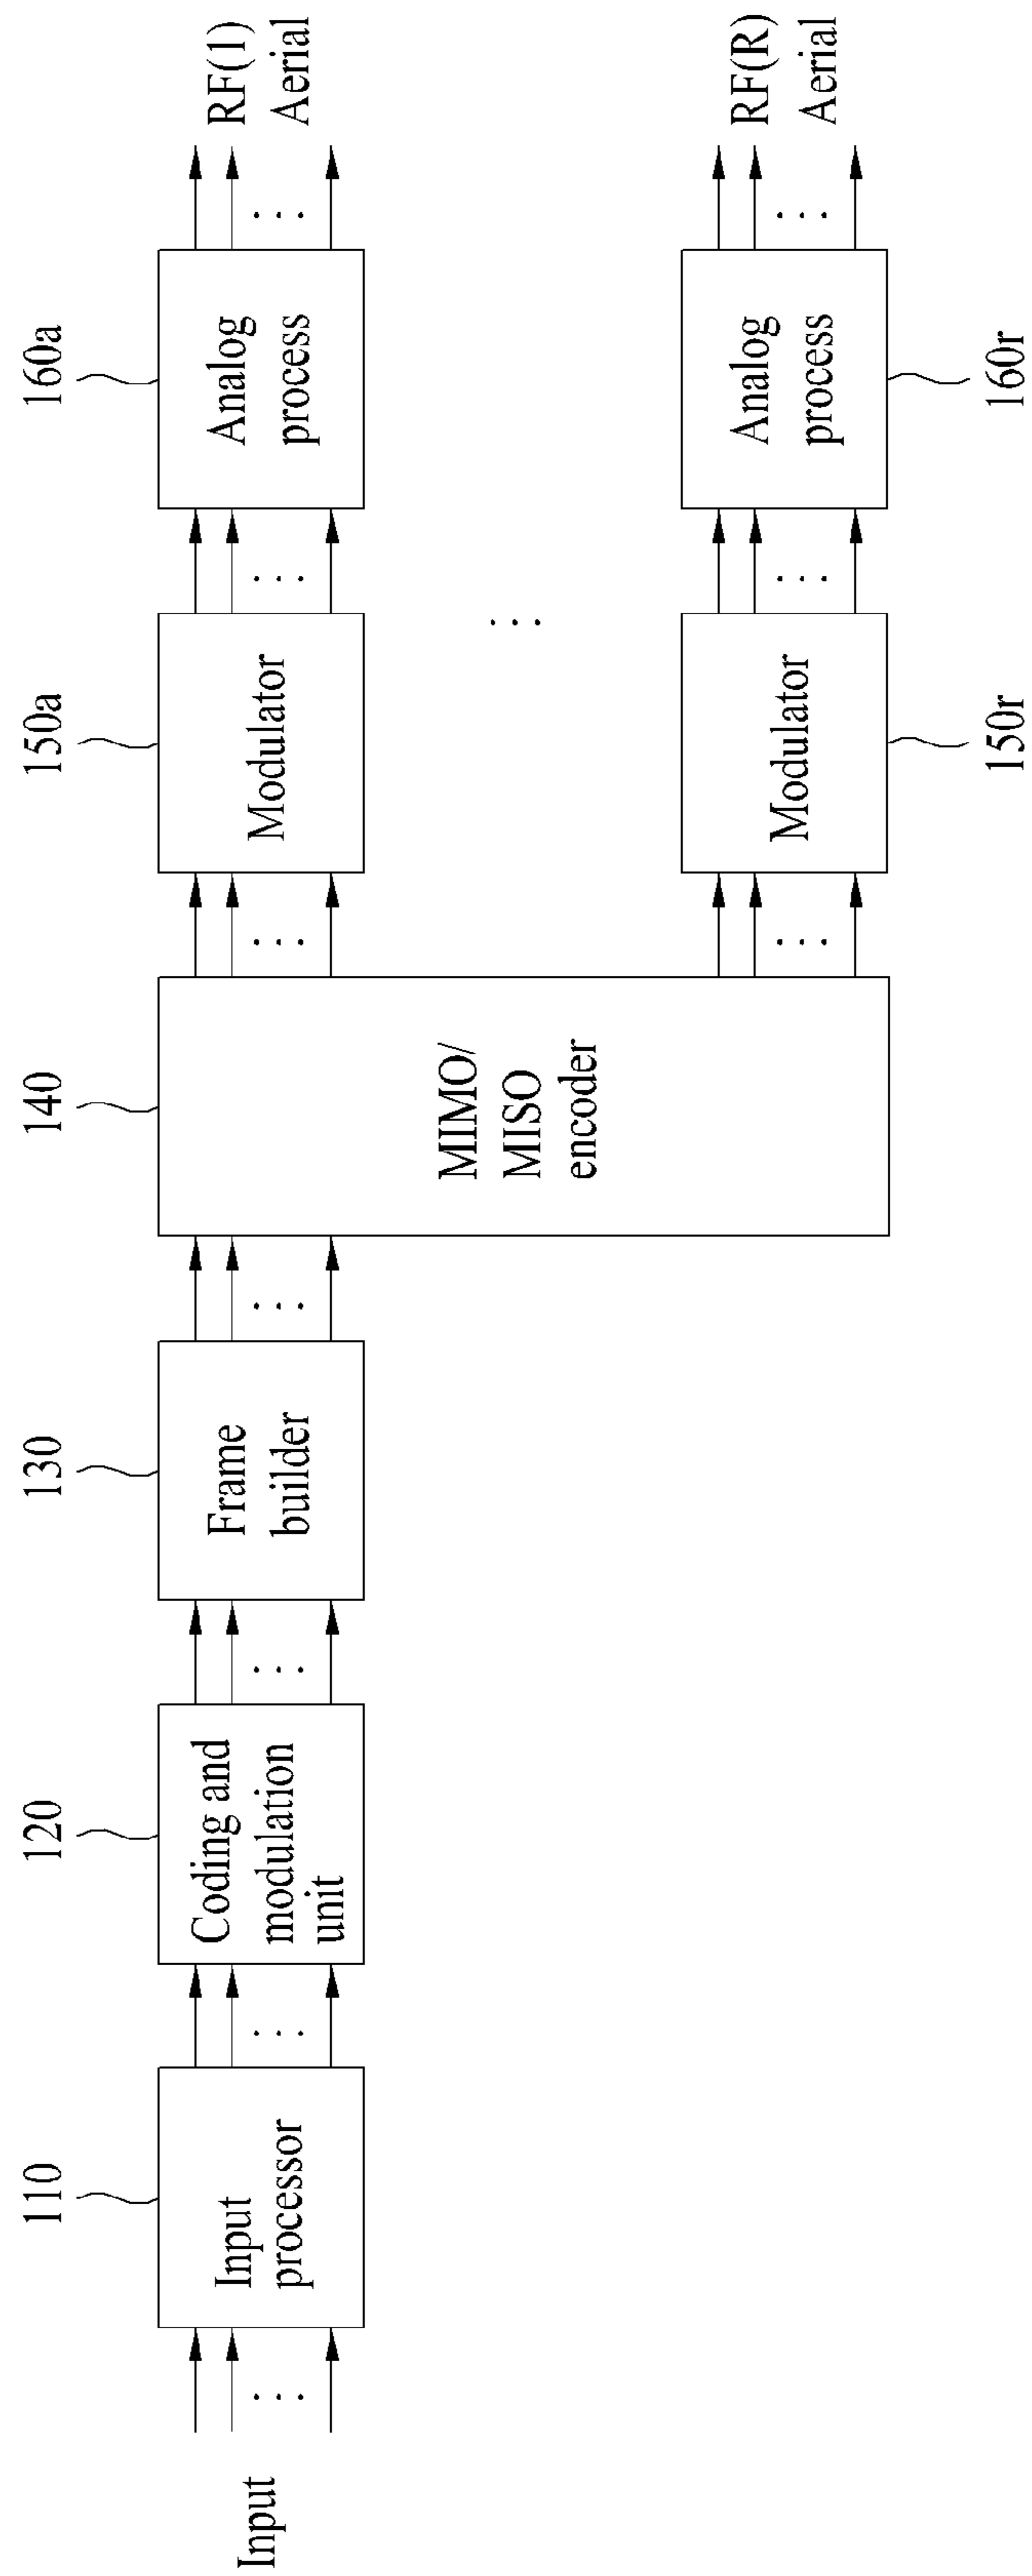 Input
110
Input
processor
120
Coding and
modulation
unit
130
Frame
builder
140
MIMO/
MISO
encoder
150a
Modulator
...
160a
Analog
process
RF(1)
Aerial
Modulator
150r
Analog
process
160r
RF(R)
Aerial